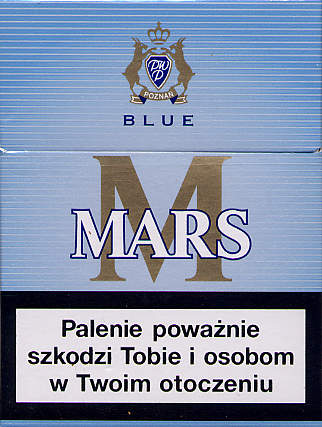 PWP
POZNAŃ
BLUE
M
MARS
Palenie poważnie
szkodzi Tobie i osobom
w Twoim otoczeniu